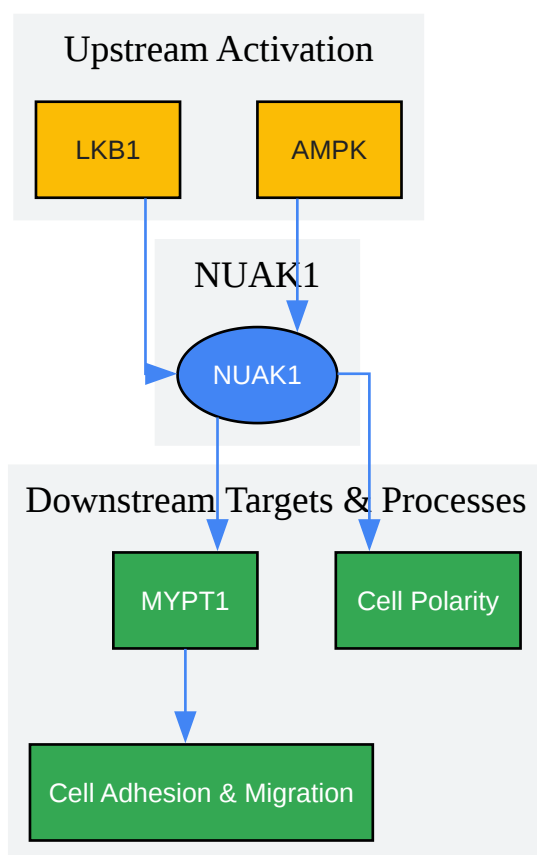 Upstream Activation
LKB1
AMPK
NUAK1
NUAK1
Downstream Targets & Processes
MYPT1
Cell Polarity
Cell Adhesion & Migration